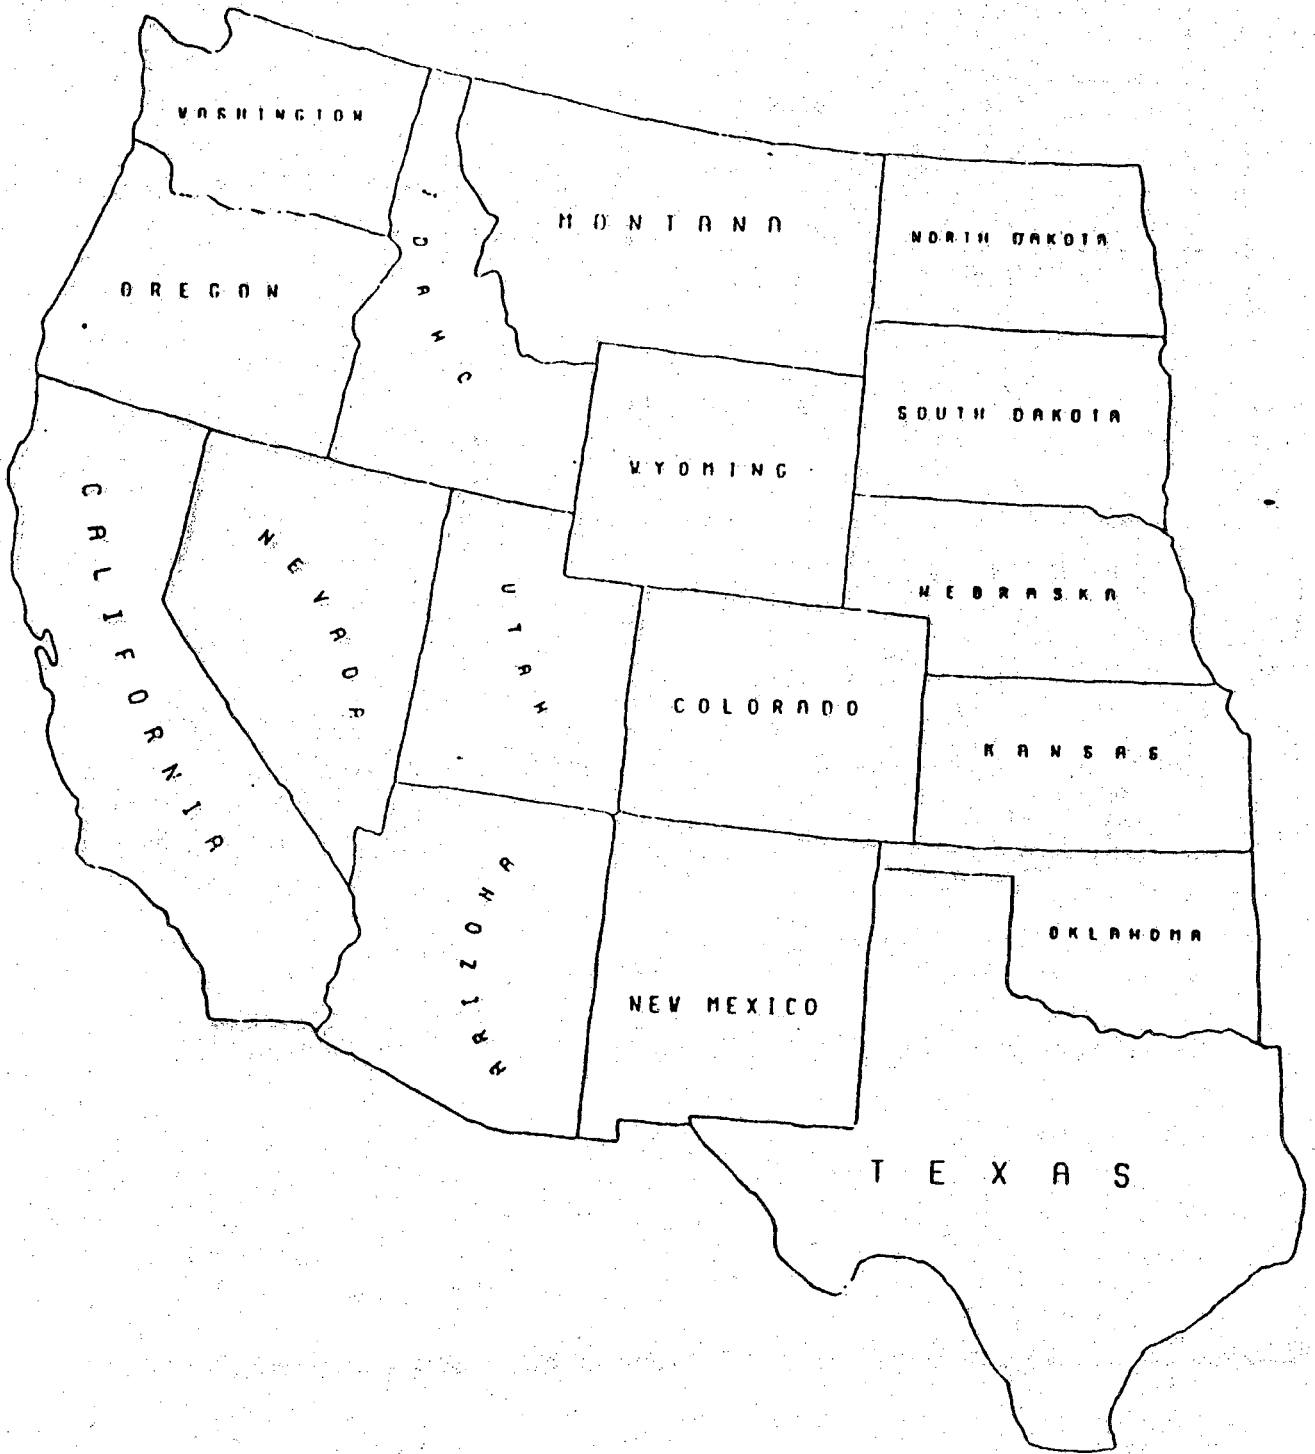 WASHINGTON
MONTANA
NORTH DAKOTA
IDAHO
OREGON
SOUTH DAKOTA
WYOMING
CALIFORNIA
NEVADA
UTAH
NEBRASKA
COLORADO
KANSAS
ARIZONA
OKLAHOMA
NEW MEXICO
TEXAS